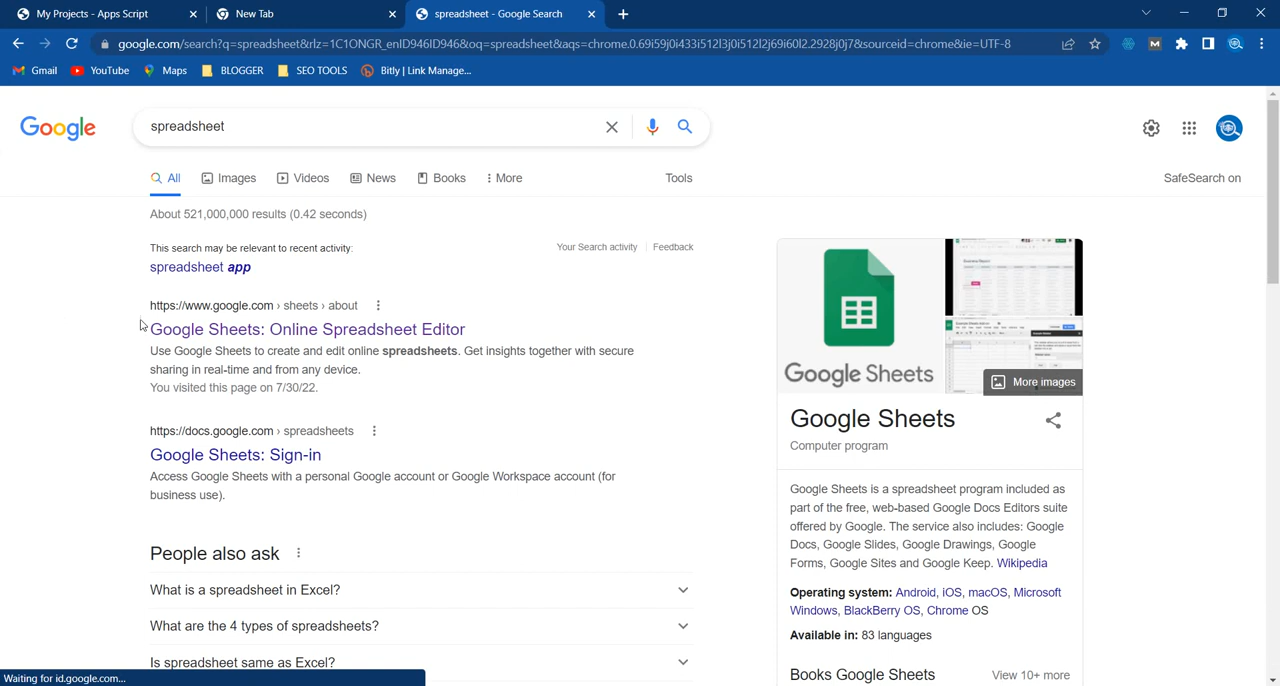 My Projects - Apps Script
New Tab
spreadsheet - Google Search
google.com/search?q=spreadsheet&rlz=1C1ONGR_enID946ID946&oq=spreadsheet&aqs=chrome.0.69i59j0i433i512l3j0i512l2j69i60l2.2928j0j7&sourceid=chrome&ie=UTF-8
Gmail
YouTube
Maps
BLOGGER
SEO TOOLS
Bitly | Link Manage...
Google
spreadsheet
All
Images
Videos
News
Books
More
Tools
SafeSearch on
About 521,000,000 results (0.42 seconds)
This search may be relevant to recent activity:
Your Search activity
Feedback
spreadsheet app
https://www.google.com › sheets › about
Google Sheets: Online Spreadsheet Editor
Use Google Sheets to create and edit online spreadsheets. Get insights together with secure
sharing in real-time and from any device.
You visited this page on 7/30/22.
https://docs.google.com › spreadsheets
Google Sheets: Sign-in
Access Google Sheets with a personal Google account or Google Workspace account (for
business use).
People also ask
What is a spreadsheet in Excel?
What are the 4 types of spreadsheets?
Is spreadsheet same as Excel?
Google Sheets
More images
Google Sheets
Computer program
Google Sheets is a spreadsheet program included as
part of the free, web-based Google Docs Editors suite
offered by Google. The service also includes: Google
Docs, Google Slides, Google Drawings, Google
Forms, Google Sites and Google Keep. Wikipedia
Operating system: Android, iOS, macOS, Microsoft
Windows, BlackBerry OS, Chrome OS
Available in: 83 languages
Books Google Sheets
View 10+ more
Waiting for id.google.com...